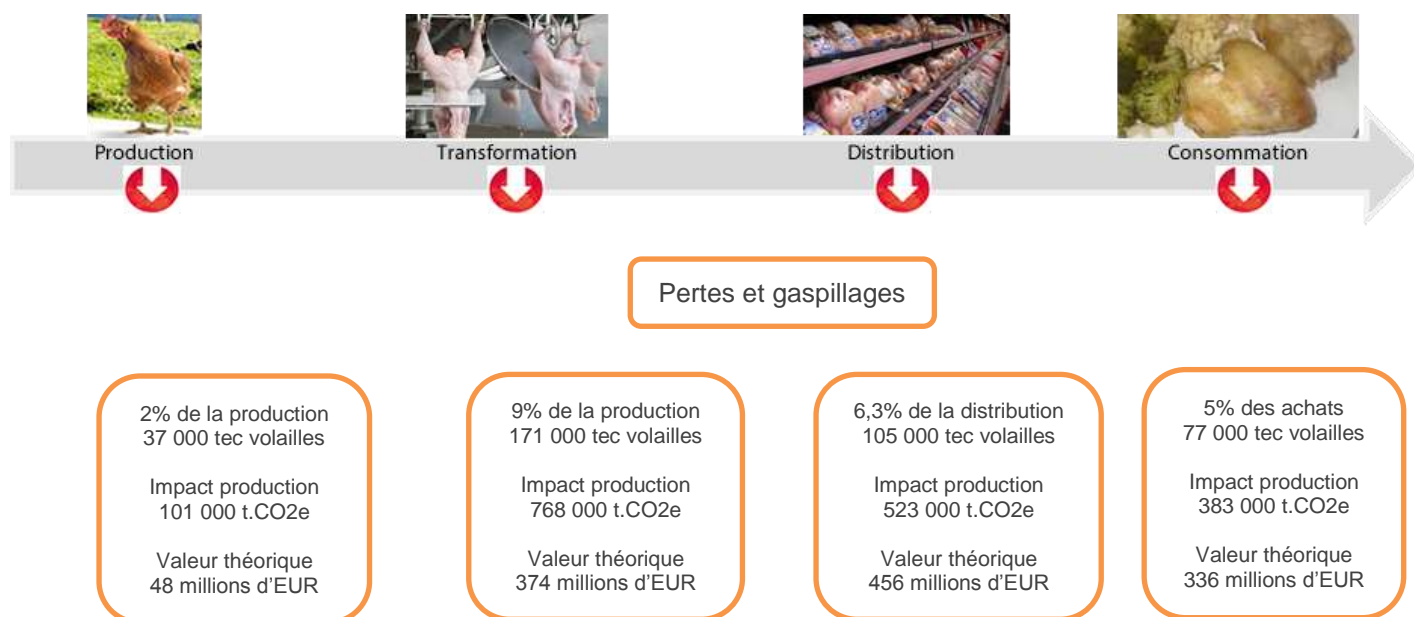 Production
Transformation
Distribution
Consommation
Pertes et gaspillages
2% de la production
37 000 tec volailles
Impact production
101 000 t.CO2e
Valeur théorique
48 millions d’EUR
9% de la production
171 000 tec volailles
Impact production
768 000 t.CO2e
Valeur théorique
374 millions d’EUR
6,3% de la distribution
105 000 tec volailles
Impact production
523 000 t.CO2e
Valeur théorique
456 millions d’EUR
5% des achats
77 000 tec volailles
Impact production
383 000 t.CO2e
Valeur théorique
336 millions d’EUR